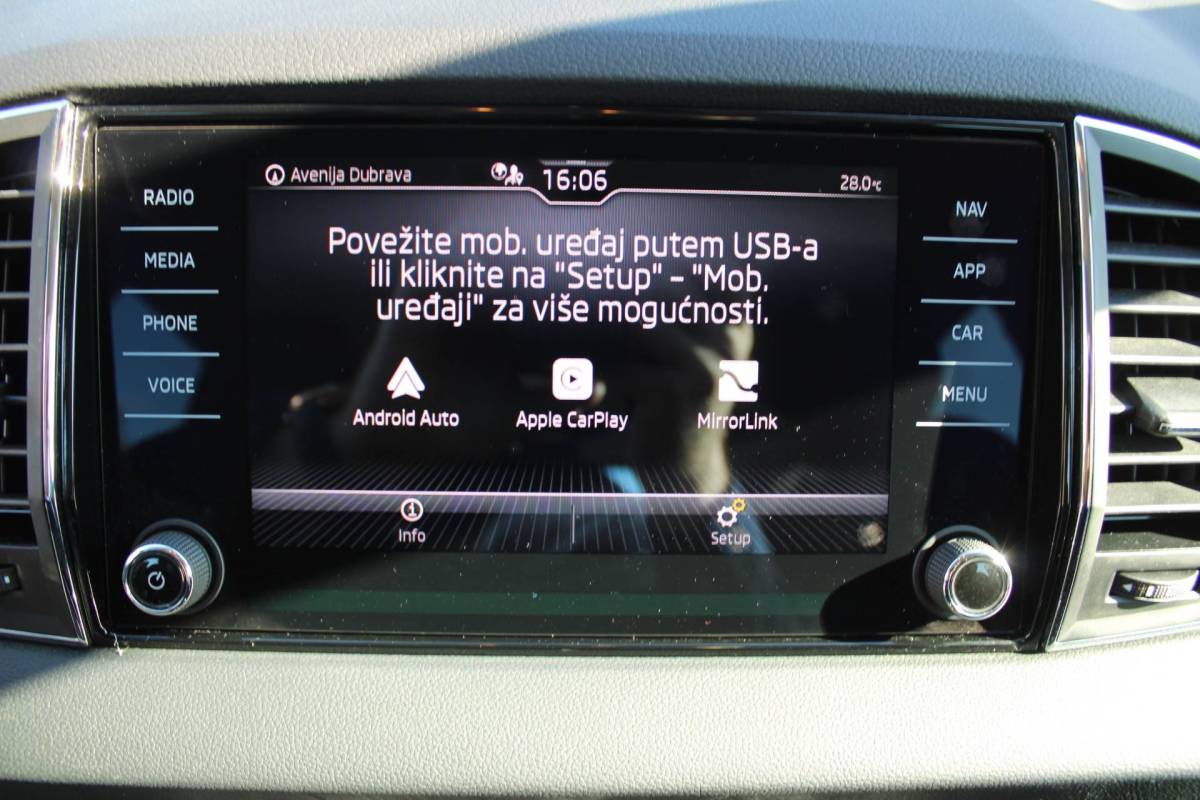 Avenija Dubrava
16:06
28.0°C
RADIO
MEDIA
PHONE
VOICE
NAV
APP
CAR
MENU
Povežite mob. uređaj putem USB-a
ili kliknite na "Setup" – "Mob.
uređaji" za više mogućnosti.
Android Auto
Apple CarPlay
MirrorLink
Info
Setup